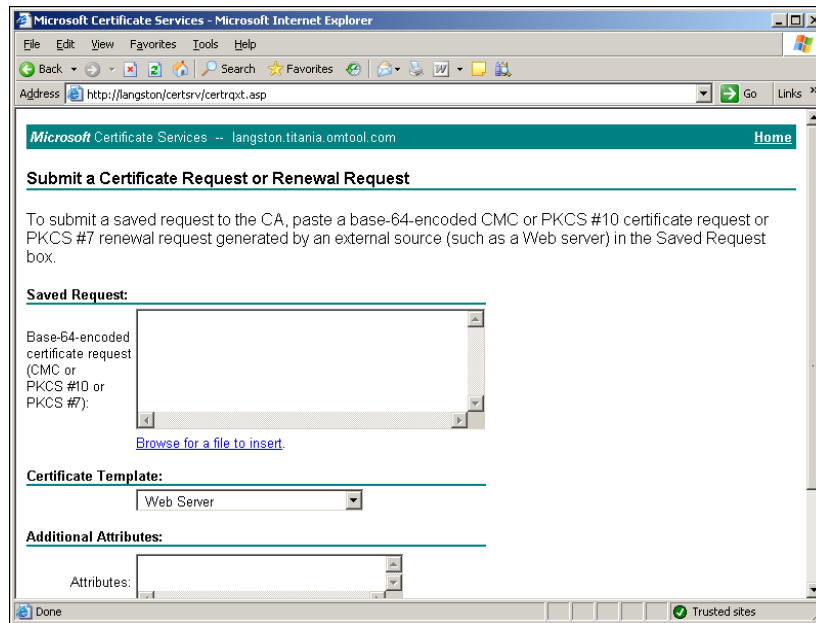 Microsoft Certificate Services - Microsoft Internet Explorer
File Edit View Favorites Tools Help
Back Search Favorites
Address http://langston/certsrv/certrqxt.asp Go Links »
Microsoft Certificate Services -- langston.titania.omtool.com Home
Submit a Certificate Request or Renewal Request
To submit a saved request to the CA, paste a base-64-encoded CMC or PKCS #10 certificate request or
PKCS #7 renewal request generated by an external source (such as a Web server) in the Saved Request
box.
Saved Request:
Base-64-encoded
certificate request
(CMC or
PKCS #10 or
PKCS #7):
Browse for a file to insert.
Certificate Template:
Web Server
Additional Attributes:
Attributes:
Done Trusted sites